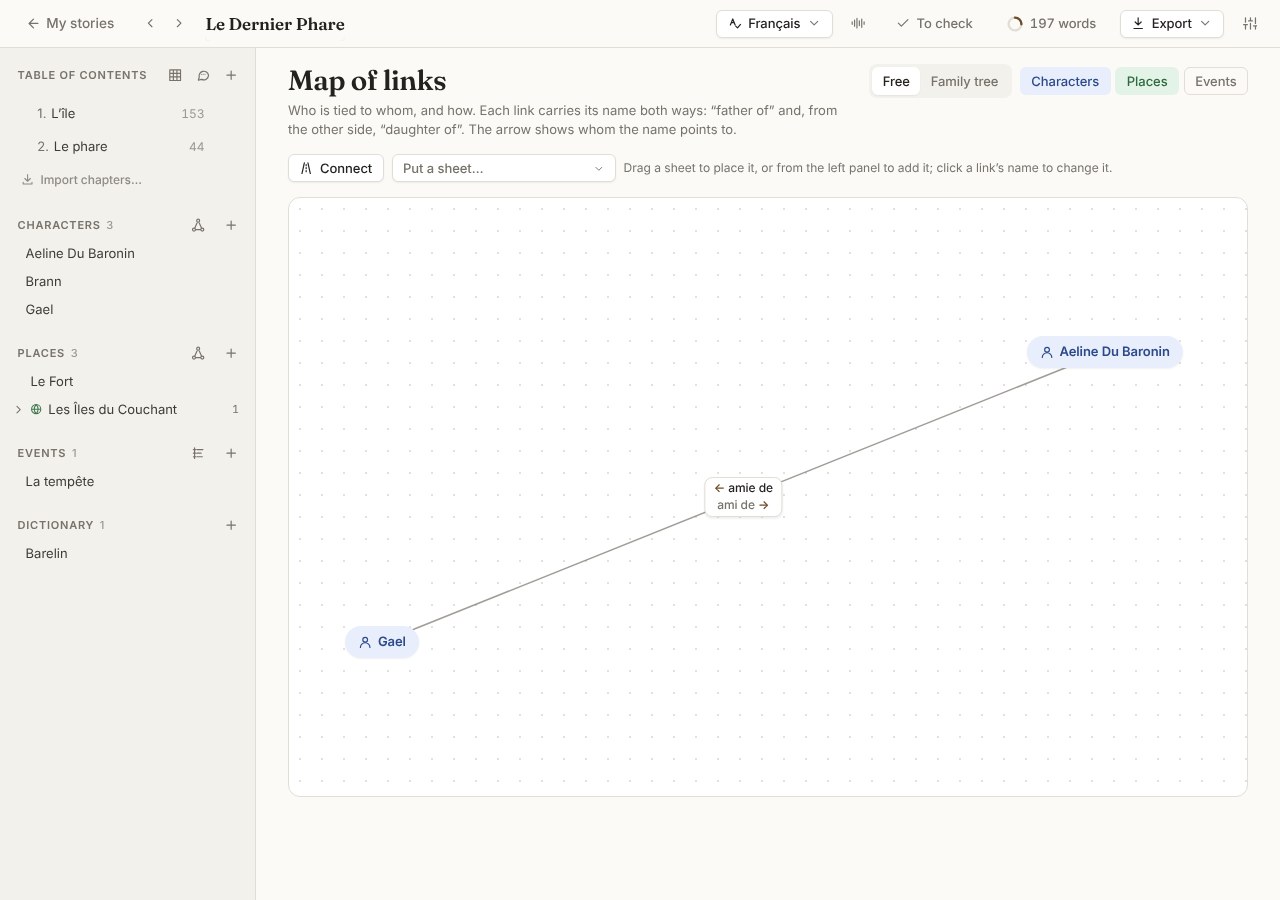 My stories
Le Dernier Phare
Français
To check
197 words
Export
TABLE OF CONTENTS
1. L’île 153
2. Le phare 44
Import chapters…
CHARACTERS 3
Aeline Du Baronin
Brann
Gael
PLACES 3
Le Fort
Les Îles du Couchant 1
EVENTS 1
La tempête
DICTIONARY 1
Barelin
Map of links
Free
Family tree
Characters
Places
Events
Who is tied to whom, and how. Each link carries its name both ways: “father of” and, from
the other side, “daughter of”. The arrow shows whom the name points to.
Connect
Put a sheet…
Drag a sheet to place it, or from the left panel to add it; click a link’s name to change it.
Aeline Du Baronin
← amie de
ami de →
Gael